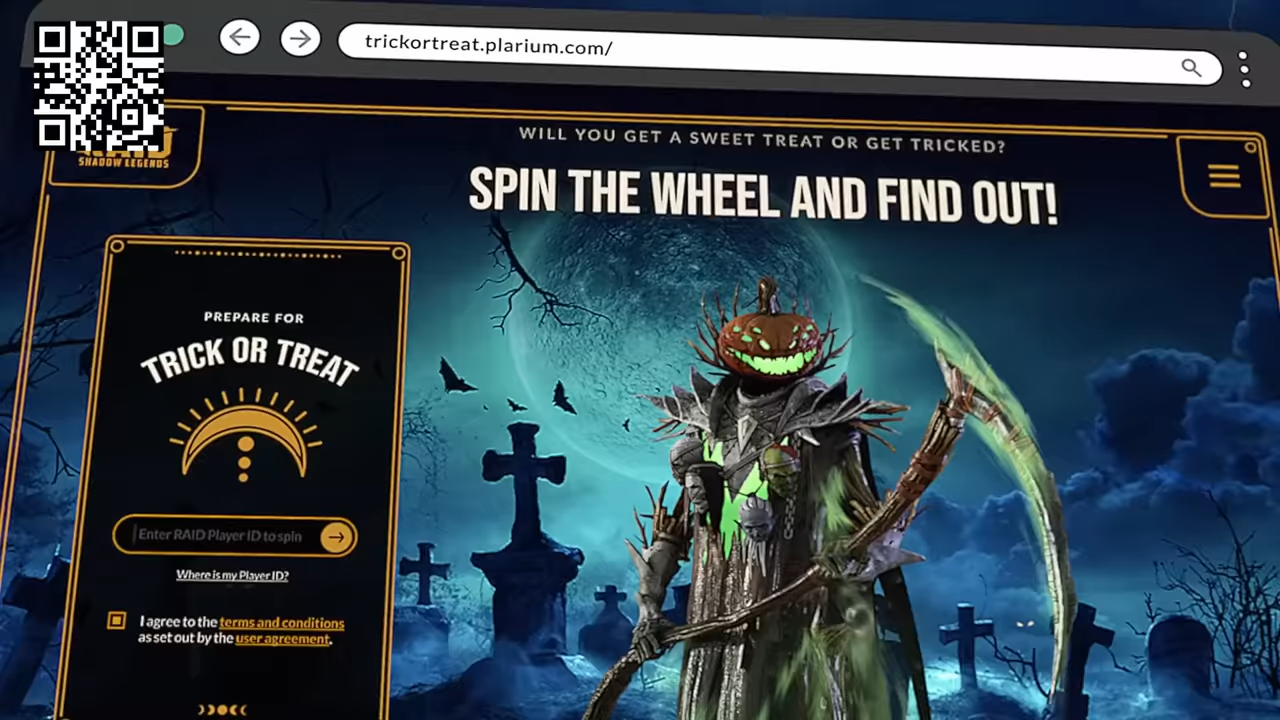 trickortreat.plarium.com/
RAID
SHADOW LEGENDS
WILL YOU GET A SWEET TREAT OR GET TRICKED?
SPIN THE WHEEL AND FIND OUT!
PREPARE FOR
TRICK OR TREAT
Enter RAID Player ID to spin
Where is my Player ID?
I agree to the terms and conditions
as set out by the user agreement.